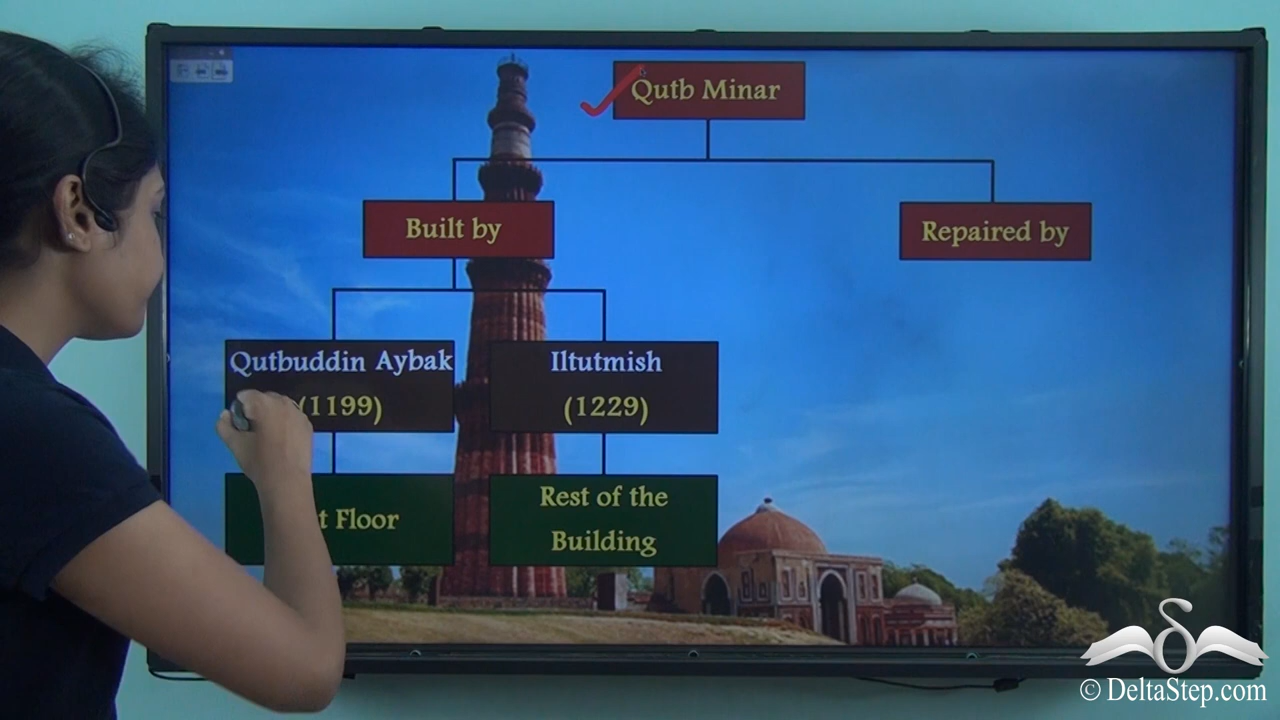 Qutb Minar
Built by
Repaired by
Qutbuddin Aybak
(1199)
Iltutmish
(1229)
Floor
Rest of the
Building
© DeltaStep.com